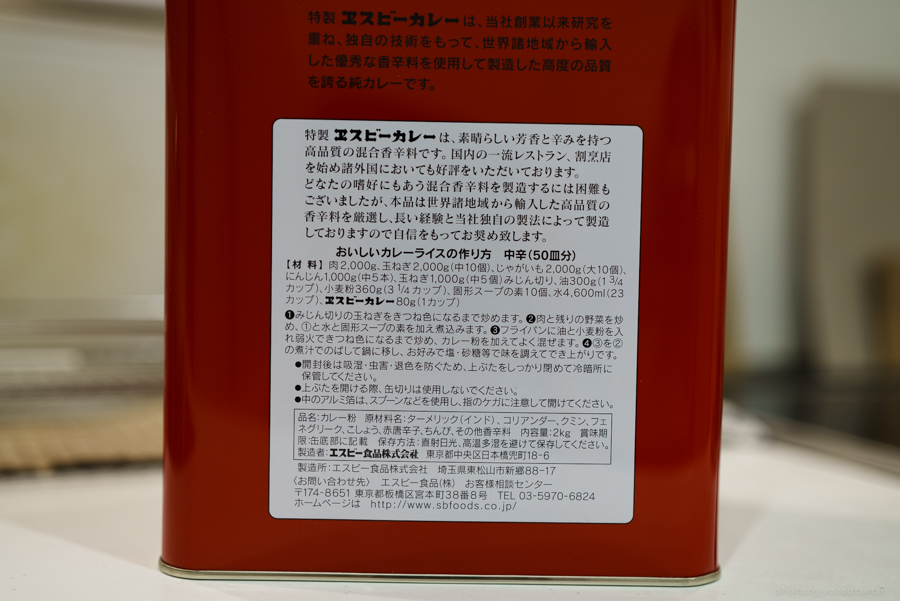 特製 ヱスビーカレーは、当社創業以来研究を
重ね、独自の技術をもって、世界諸地域から輸入
した優秀な香辛料を使用して製造した高度の品質
を誇る純カレーです。
特製 ヱスビーカレーは、素晴らしい芳香と辛みを持つ
高品質の混合香辛料です。国内の一流レストラン、割烹店
を始め諸外国においても好評をいただいております。
どなたの嗜好にもあう混合香辛料を製造するには困難も
ございましたが、本品は世界諸地域から輸入した高品質の
香辛料を厳選し、長い経験と当社独自の製法によって製造
しておりますので自信をもってお奨め致します。
おいしいカレーライスの作り方 中辛(50皿分)
【材 料】肉2,000g、玉ねぎ2,000g(中10個)、じゃがいも2,000g(大10個)、
にんじん1,000g(中5本)、玉ねぎ1,000g(中5個)みじん切り、油300g(1 3/4
カップ)、小麦粉360g(3 1/4カップ)、固形スープの素10個、水4,600ml(23
カップ)、ヱスビーカレー80g(1カップ)
❶みじん切りの玉ねぎをきつね色になるまで炒めます。❷肉と残りの野菜を炒
め、①と水と固形スープの素を加え煮込みます。❸フライパンに油と小麦粉を入
れ弱火できつね色になるまで炒め、カレー粉を加えてよく混ぜます。❹③を②
の煮汁でのばして鍋に移し、お好みで塩・砂糖等で味を調えてでき上がりです。
●開封後は吸湿・虫害・退色を防ぐため、上ぶたをしっかり閉めて冷暗所に
保管してください。
●上ぶたを開ける際、缶切りは使用しないでください。
●中のアルミ箔は、スプーンなどを使用し、指のケガに注意して開けてください。
品名:カレー粉 原材料名:ターメリック(インド)、コリアンダー、クミン、フェ
ネグリーク、こしょう、赤唐辛子、ちんぴ、その他香辛料 内容量:2kg 賞味期
限:缶底部に記載 保存方法:直射日光、高温多湿を避けて保存してください。
製造者:エスビー食品株式会社 東京都中央区日本橋兜町18-6
製造所:エスビー食品株式会社 埼玉県東松山市新郷88-17
〈お問い合わせ先〉 エスビー食品(株) お客様相談センター
〒174-8651 東京都板橋区宮本町38番8号 TEL 03-5970-6824
ホームページは http://www.sbfoods.co.jp/